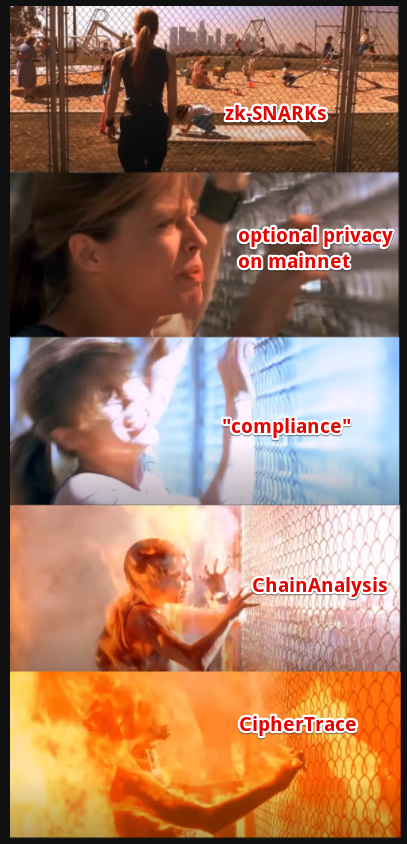 zk-SNARKs
optional privacy
on mainnet
"compliance"
ChainAnalysis
CipherTrace